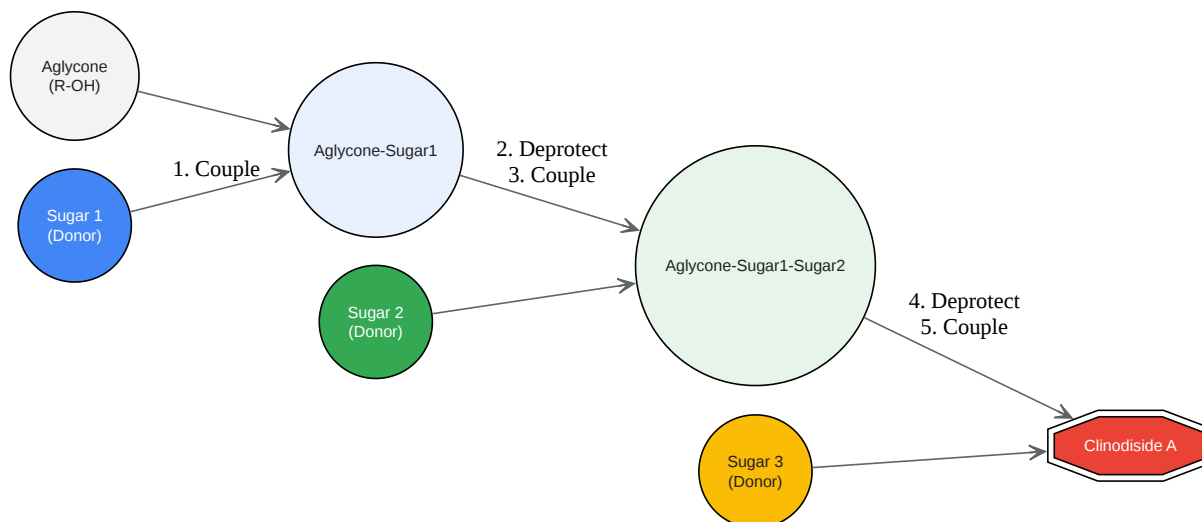 Aglycone
(R-OH)
Sugar 1
(Donor)
1. Couple
Aglycone-Sugar1
2. Deprotect
3. Couple
Sugar 2
(Donor)
Aglycone-Sugar1-Sugar2
4. Deprotect
5. Couple
Sugar 3
(Donor)
Clinodiside A